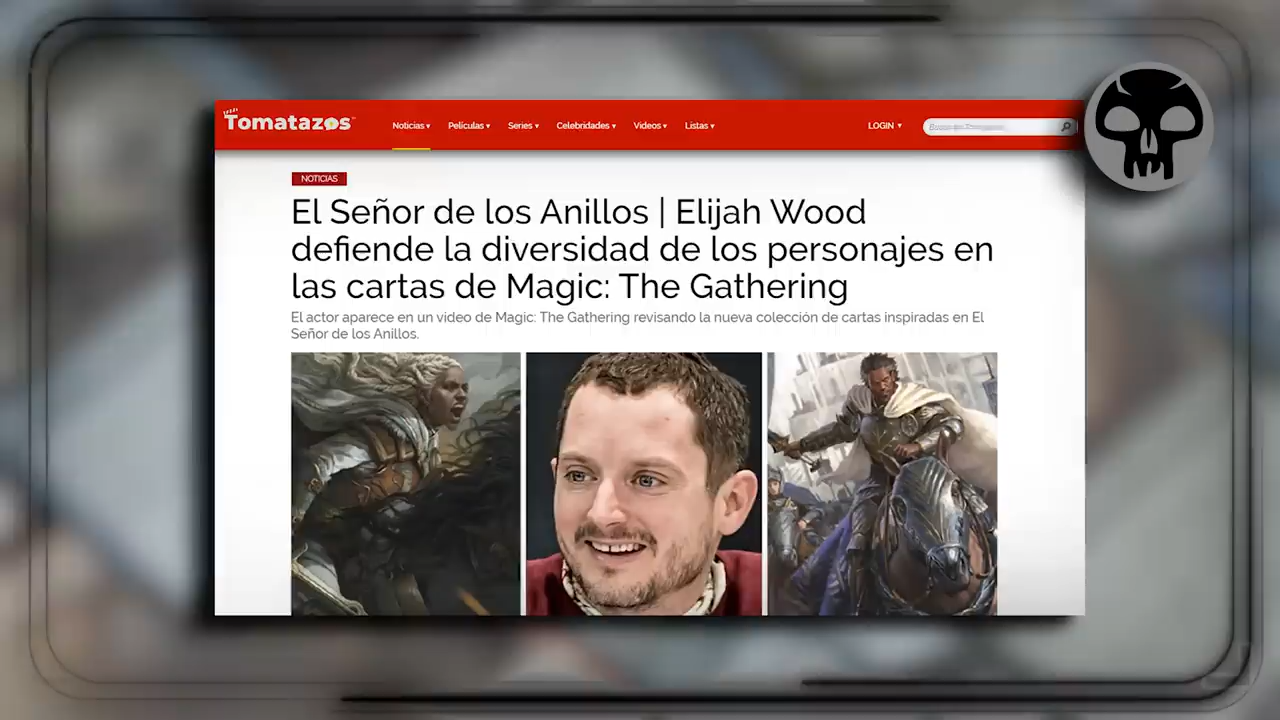 Tomatazos
Noticias Películas Series Celebridades Videos Listas LOGIN
NOTICIAS
El Señor de los Anillos | Elijah Wood
defiende la diversidad de los personajes en
las cartas de Magic: The Gathering
El actor aparece en un video de Magic: The Gathering revisando la nueva colección de cartas inspiradas en El
Señor de los Anillos.